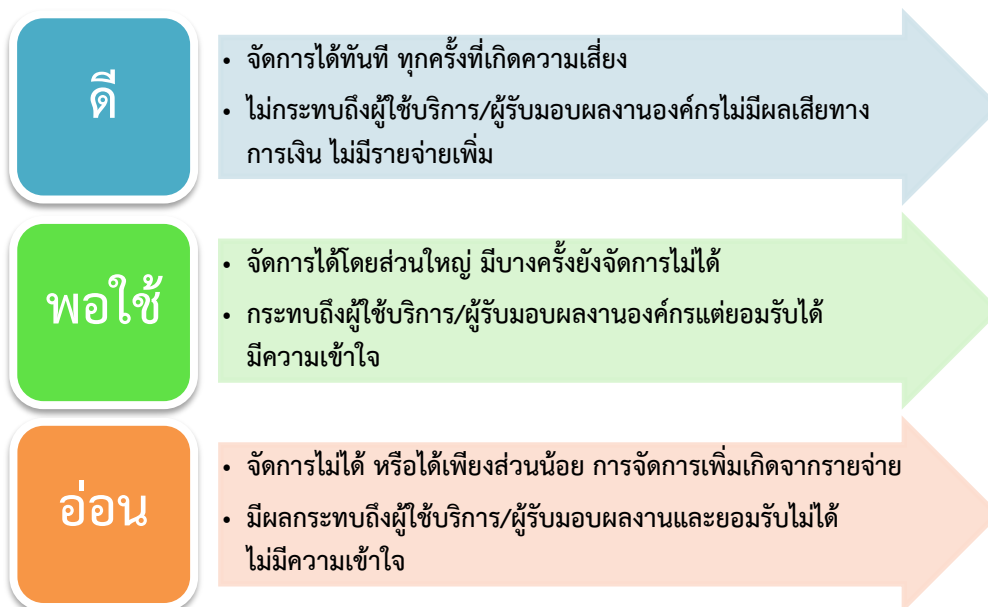 ดี
• จัดการได้ทันที ทุกครั้งที่เกิดความเสี่ยง
• ไม่กระทบถึงผู้ใช้บริการ/ผู้รับมอบผลงานองค์กรไม่มีผลเสียทาง
การเงิน ไม่มีรายจ่ายเพิ่ม
พอใช้
• จัดการได้โดยส่วนใหญ่ มีบางครั้งยังจัดการไม่ได้
• กระทบถึงผู้ใช้บริการ/ผู้รับมอบผลงานองค์กรแต่ยอมรับได้
มีความเข้าใจ
อ่อน
• จัดการไม่ได้ หรือได้เพียงส่วนน้อย การจัดการเพิ่มเกิดจากรายจ่าย
• มีผลกระทบถึงผู้ใช้บริการ/ผู้รับมอบผลงานและยอมรับไม่ได้
ไม่มีความเข้าใจ